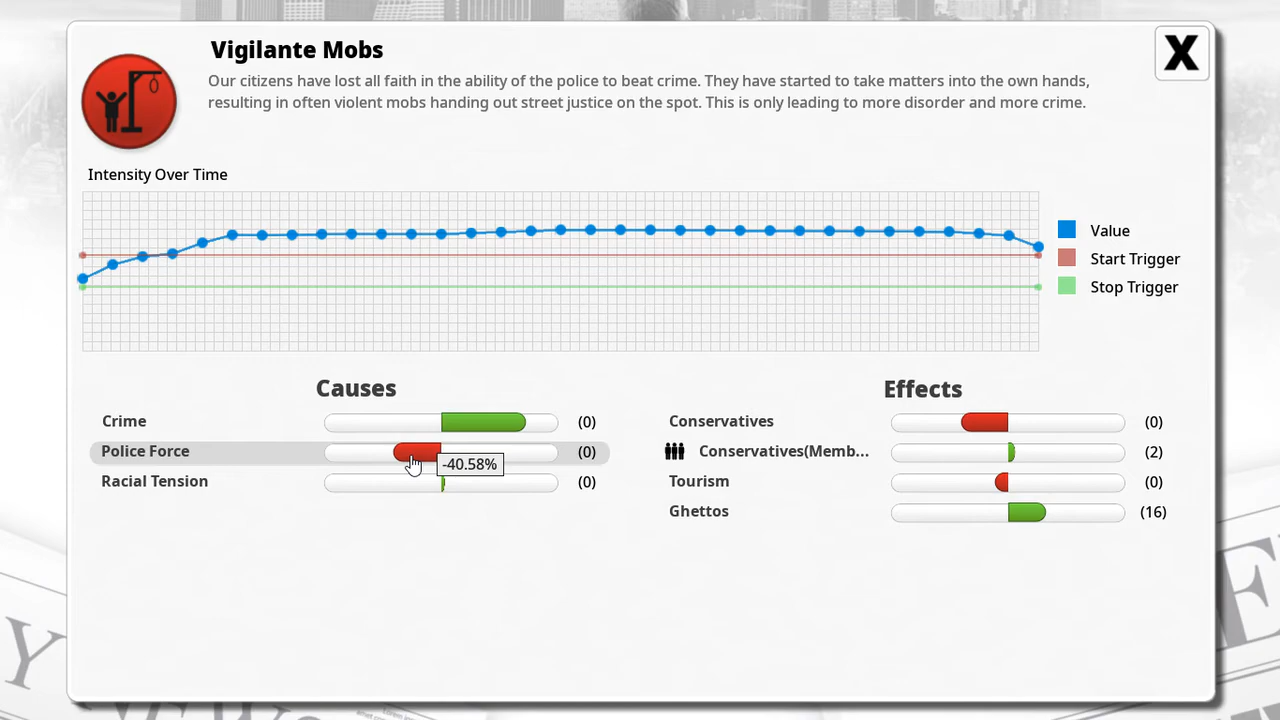 Vigilante Mobs
X
Our citizens have lost all faith in the ability of the police to beat crime. They have started to take matters into the own hands,
resulting in often violent mobs handing out street justice on the spot. This is only leading to more disorder and more crime.
Intensity Over Time
Value
Start Trigger
Stop Trigger
Causes
Effects
Crime (0)
Conservatives (0)
Police Force (0)
Conservatives(Memb... (2)
-40.58%
Racial Tension (0)
Tourism (0)
Ghettos (16)